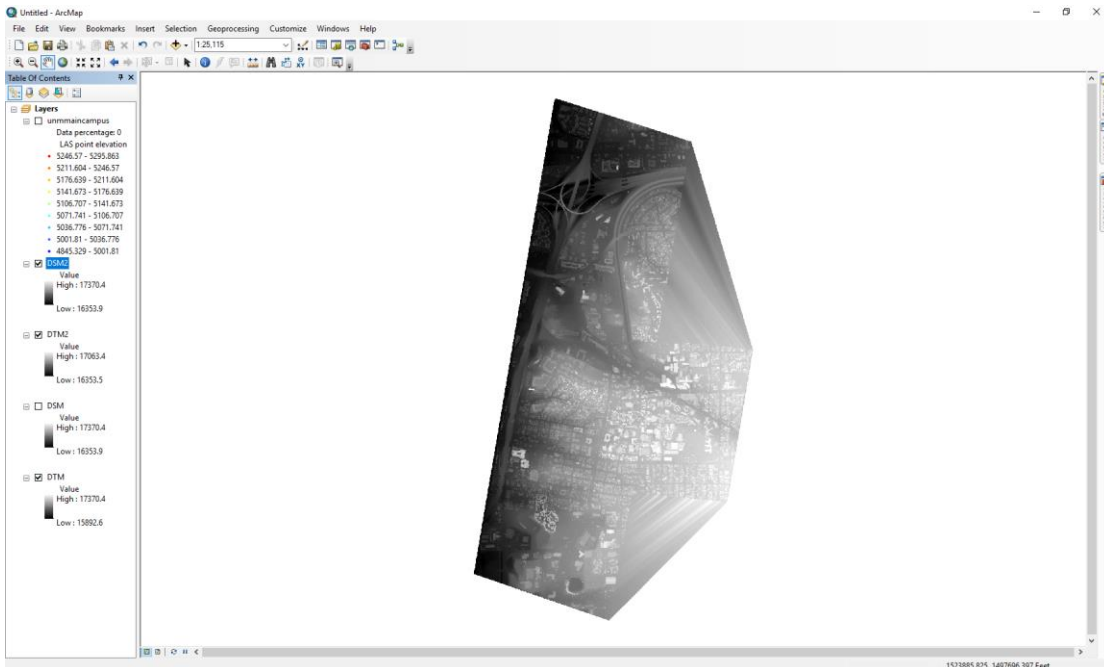 Untitled - ArcMap
File Edit View Bookmarks Insert Selection Geoprocessing Customize Windows Help
1:25,115
Table Of Contents
Layers
unmmaincampus
Data percentage: 0
LAS point elevation
5246.57 - 5295.863
5211.604 - 5246.57
5176.639 - 5211.604
5141.673 - 5176.639
5106.707 - 5141.673
5071.741 - 5106.707
5036.776 - 5071.741
5001.81 - 5036.776
4845.329 - 5001.81
DSM2
Value
High : 17370.4
Low : 16353.9
DTM2
Value
High : 17063.4
Low : 16353.5
DSM
Value
High : 17370.4
Low : 16353.9
DTM
Value
High : 17370.4
Low : 15892.6
1523885.825 1497696.397 Feet